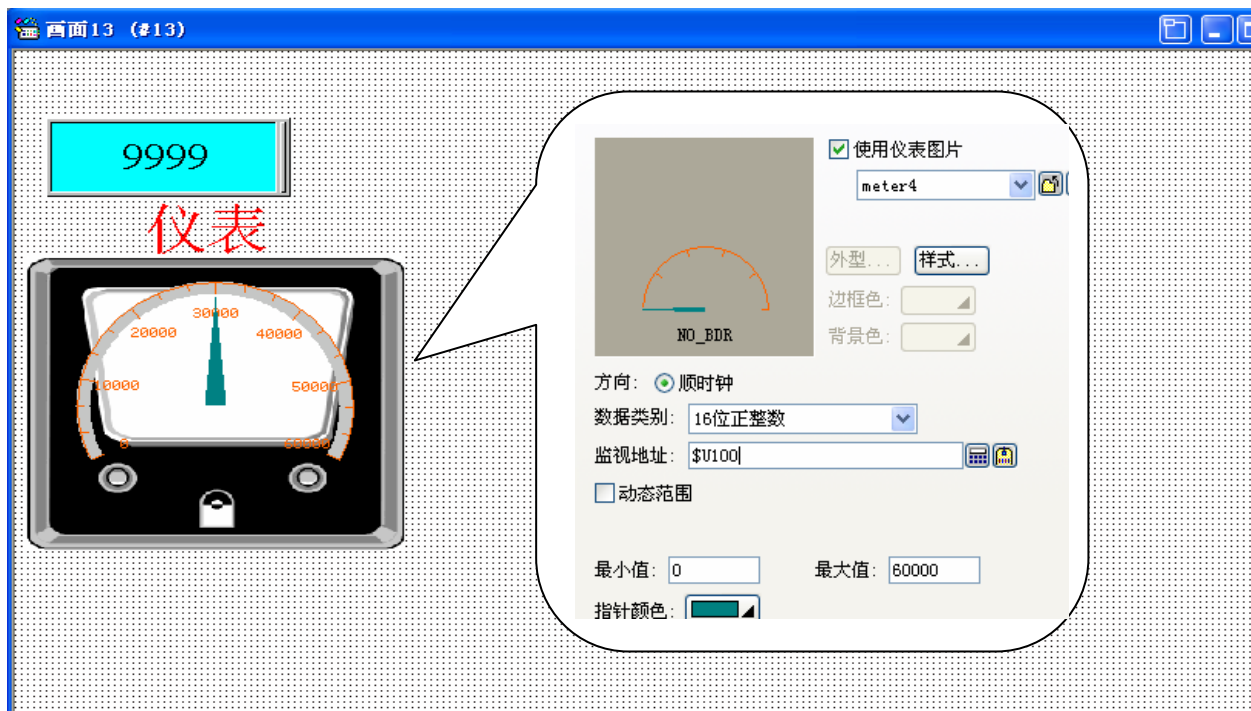 画面13 (#13)
9999
仪表
30000
20000
40000
10000
50000
0
60000
使用仪表图片
meter4
外型...
样式...
NO_BDR
边框色:
背景色:
方向:
顺时钟
数据类别:
16位正整数
监视地址:
$U100
动态范围
最小值:
0
最大值:
60000
指针颜色: